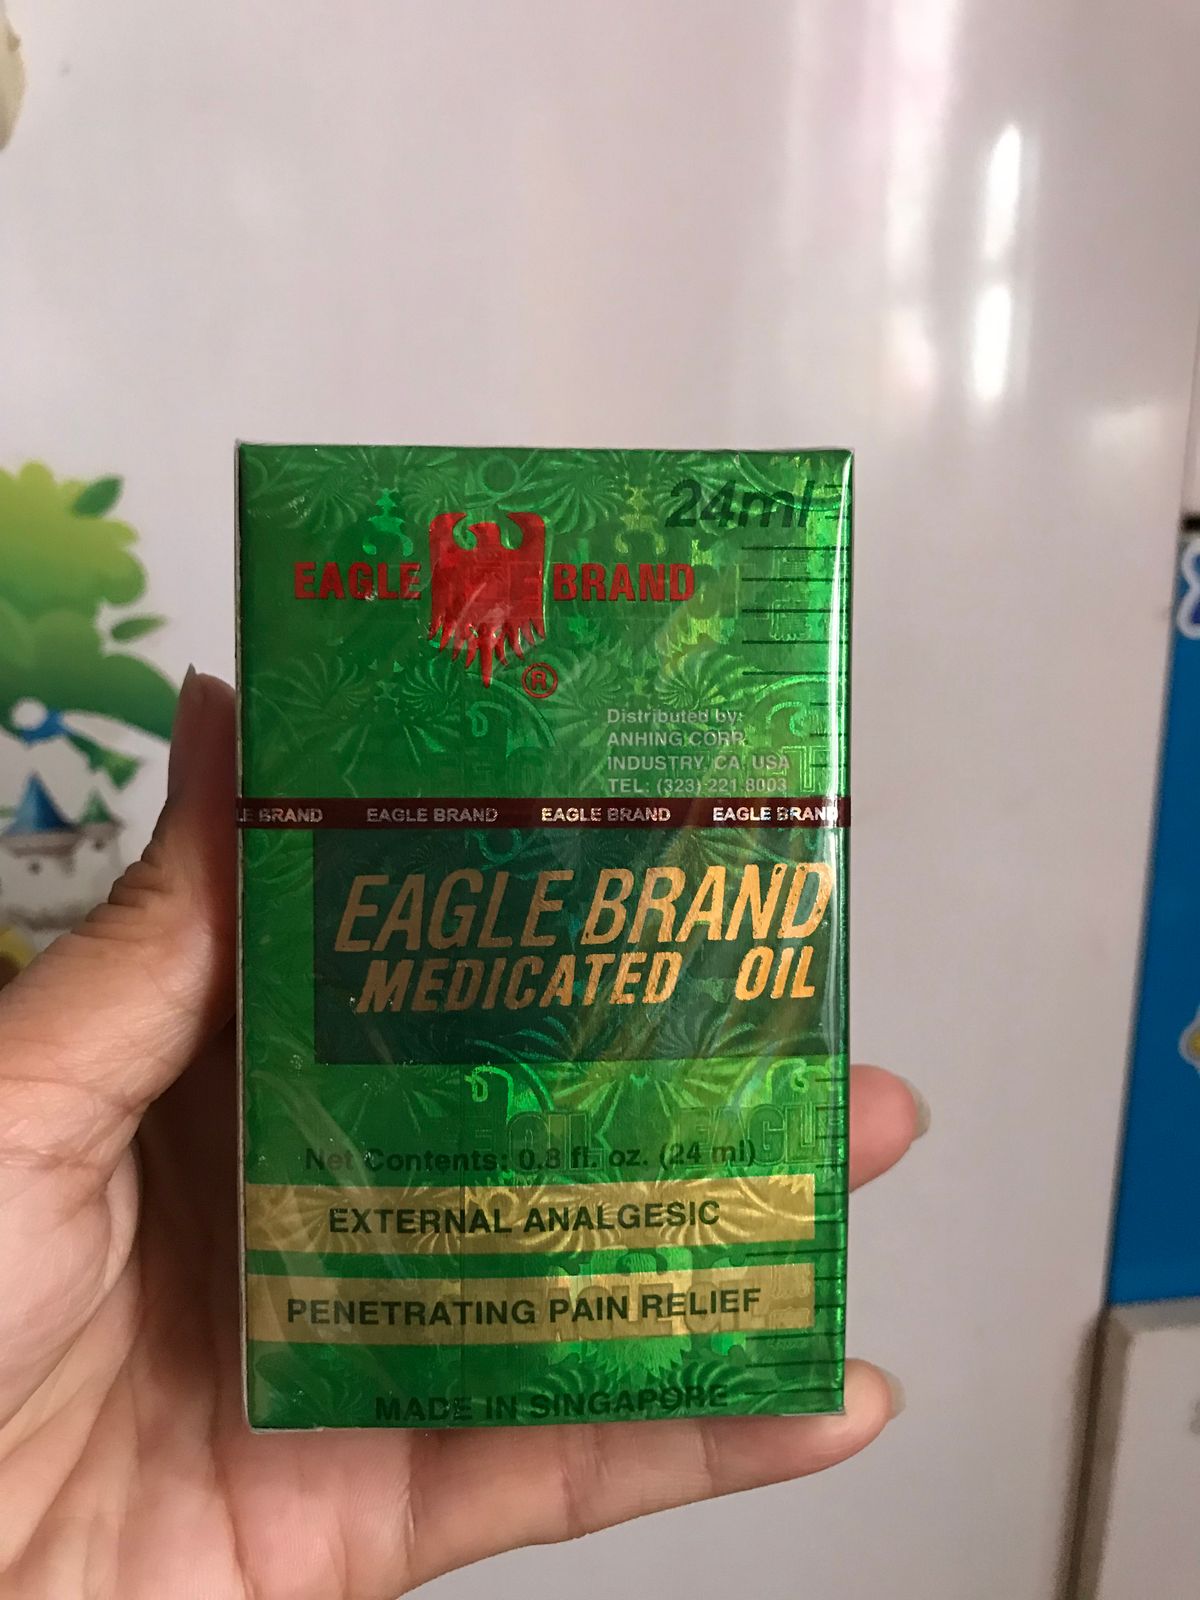 24ml
EAGLE BRAND
®
Distributed by:
ANHING CORP.
INDUSTRY, CA. USA
TEL: (323) 221 8003
LE BRAND EAGLE BRAND EAGLE BRAND EAGLE BRAND
EAGLE BRAND
MEDICATED OIL
OIL EAGLE
Net Contents: 0.8 fl. oz. (24 ml)
EXTERNAL ANALGESIC
PENETRATING PAIN RELIEF
MADE IN SINGAPORE